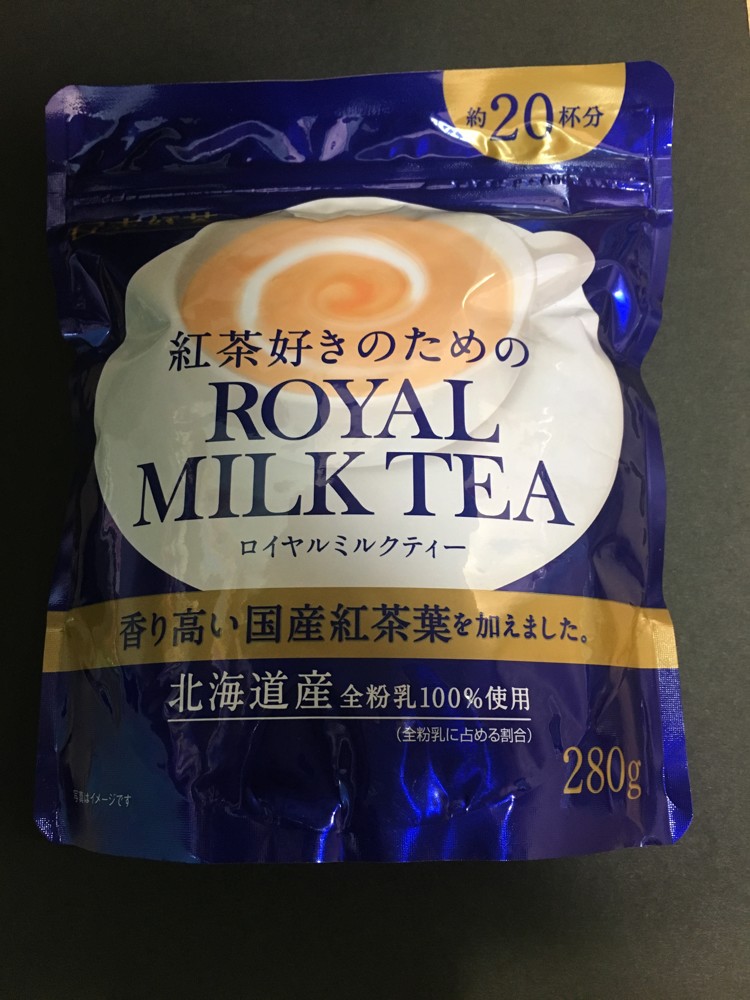 約20杯分
紅茶好きのための
ROYAL
MILK TEA
ロイヤルミルクティー
香り高い国産紅茶葉を加えました。
北海道産 全粉乳100%使用
(全粉乳に占める割合)
280g
写真はイメージです